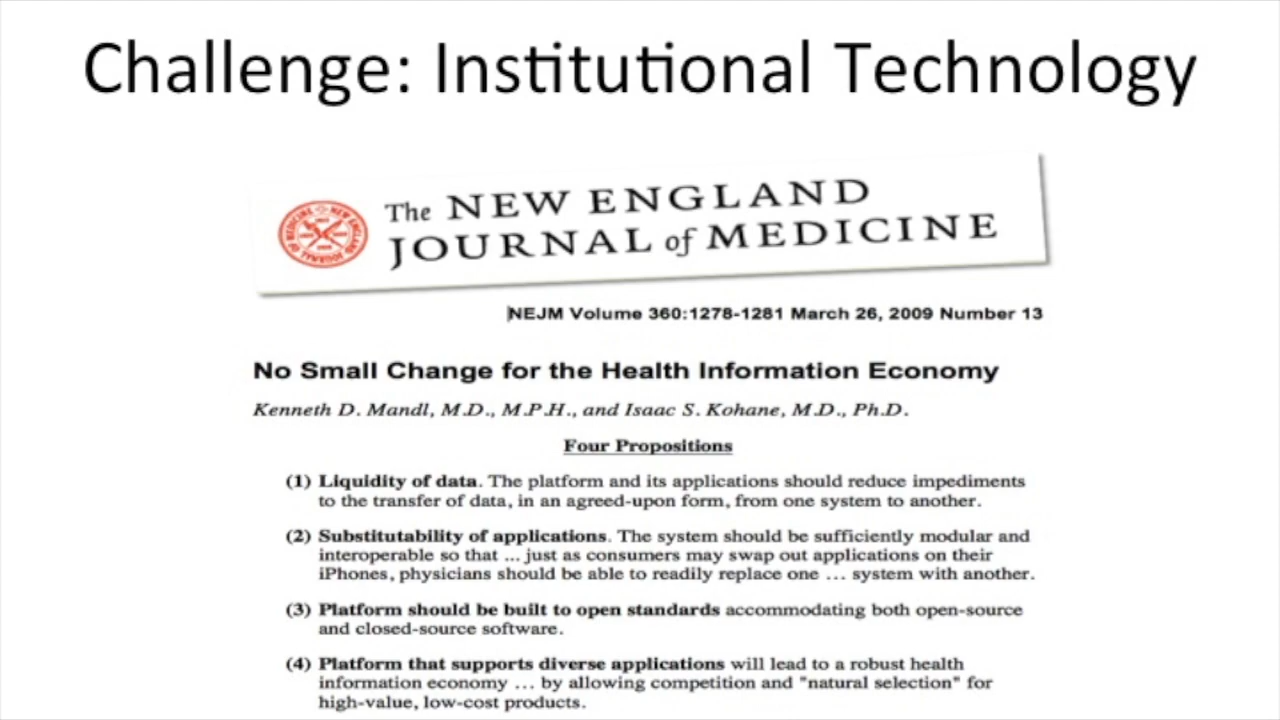 Challenge: Institutional Technology
The NEW ENGLAND
JOURNAL of MEDICINE
NEJM Volume 360:1278-1281 March 26, 2009 Number 13
No Small Change for the Health Information Economy
Kenneth D. Mandl, M.D., M.P.H., and Isaac S. Kohane, M.D., Ph.D.
Four Propositions
(1) Liquidity of data. The platform and its applications should reduce impediments
to the transfer of data, in an agreed-upon form, from one system to another.
(2) Substitutability of applications. The system should be sufficiently modular and
interoperable so that ... just as consumers may swap out applications on their
iPhones, physicians should be able to readily replace one ... system with another.
(3) Platform should be built to open standards accommodating both open-source
and closed-source software.
(4) Platform that supports diverse applications will lead to a robust health
information economy ... by allowing competition and "natural selection" for
high-value, low-cost products.